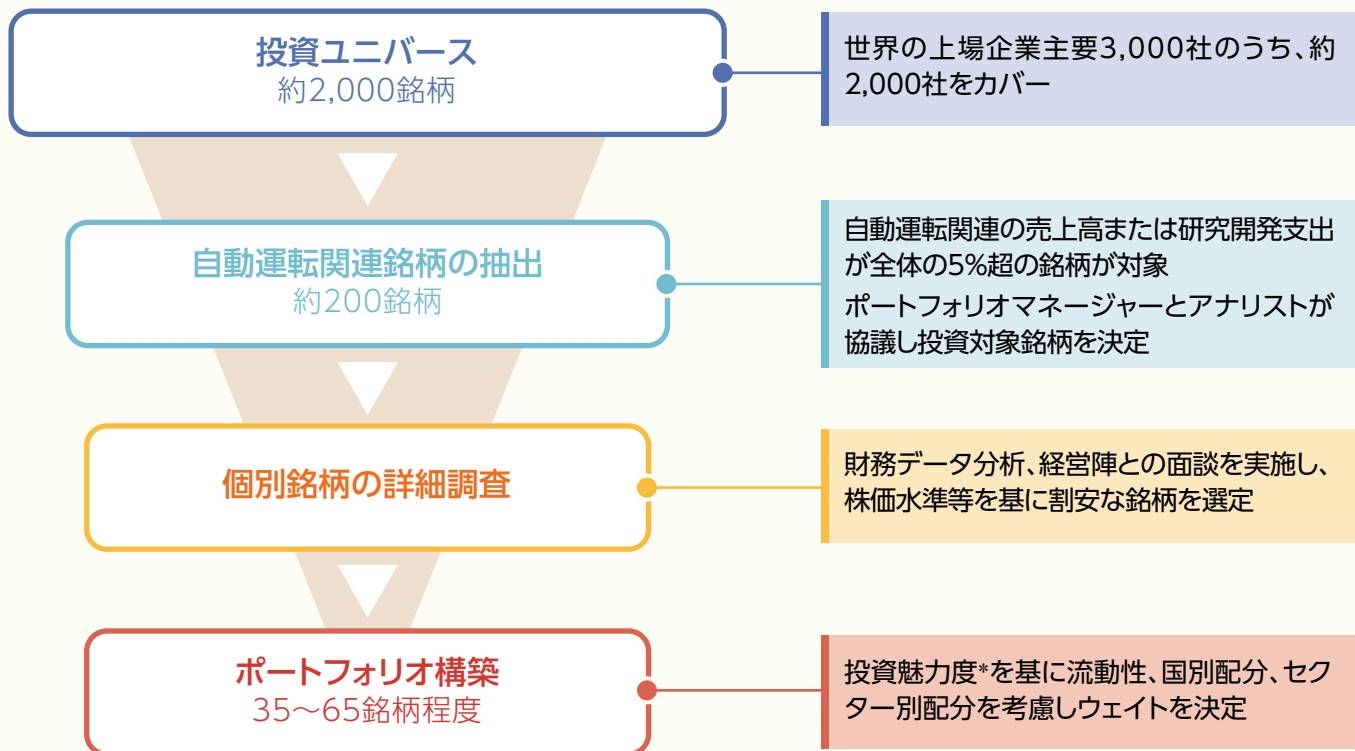 投資ユニバース
約2,000銘柄
世界の上場企業主要3,000社のうち、約
2,000社をカバー
自動運転関連銘柄の抽出
約200銘柄
自動運転関連の売上高または研究開発支出
が全体の5%超の銘柄が対象
ポートフォリオマネージャーとアナリストが
協議し投資対象銘柄を決定
個別銘柄の詳細調査
財務データ分析、経営陣との面談を実施し、
株価水準等を基に割安な銘柄を選定
ポートフォリオ構築
35～65銘柄程度
投資魅力度*を基に流動性、国別配分、セク
ター別配分を考慮しウェイトを決定